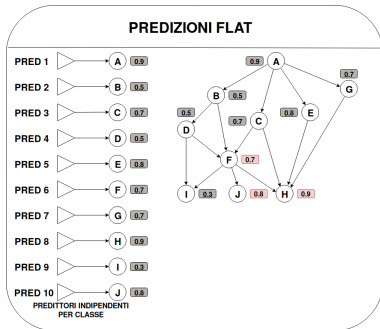 PREDIZIONI FLAT
PRED 1 A 0.9
PRED 2 B 0.5
PRED 3 C 0.7
PRED 4 D 0.5
PRED 5 E 0.8
PRED 6 F 0.7
PRED 7 G 0.7
PRED 8 H 0.9
PRED 9 I 0.3
PRED 10 J 0.8
PREDITTORI INDIPENDENTI
PER CLASSE
0.9 A
0.7
G
B 0.5
0.5
D
0.7 C
0.8 E
F 0.7
I 0.3
J 0.8
H 0.9